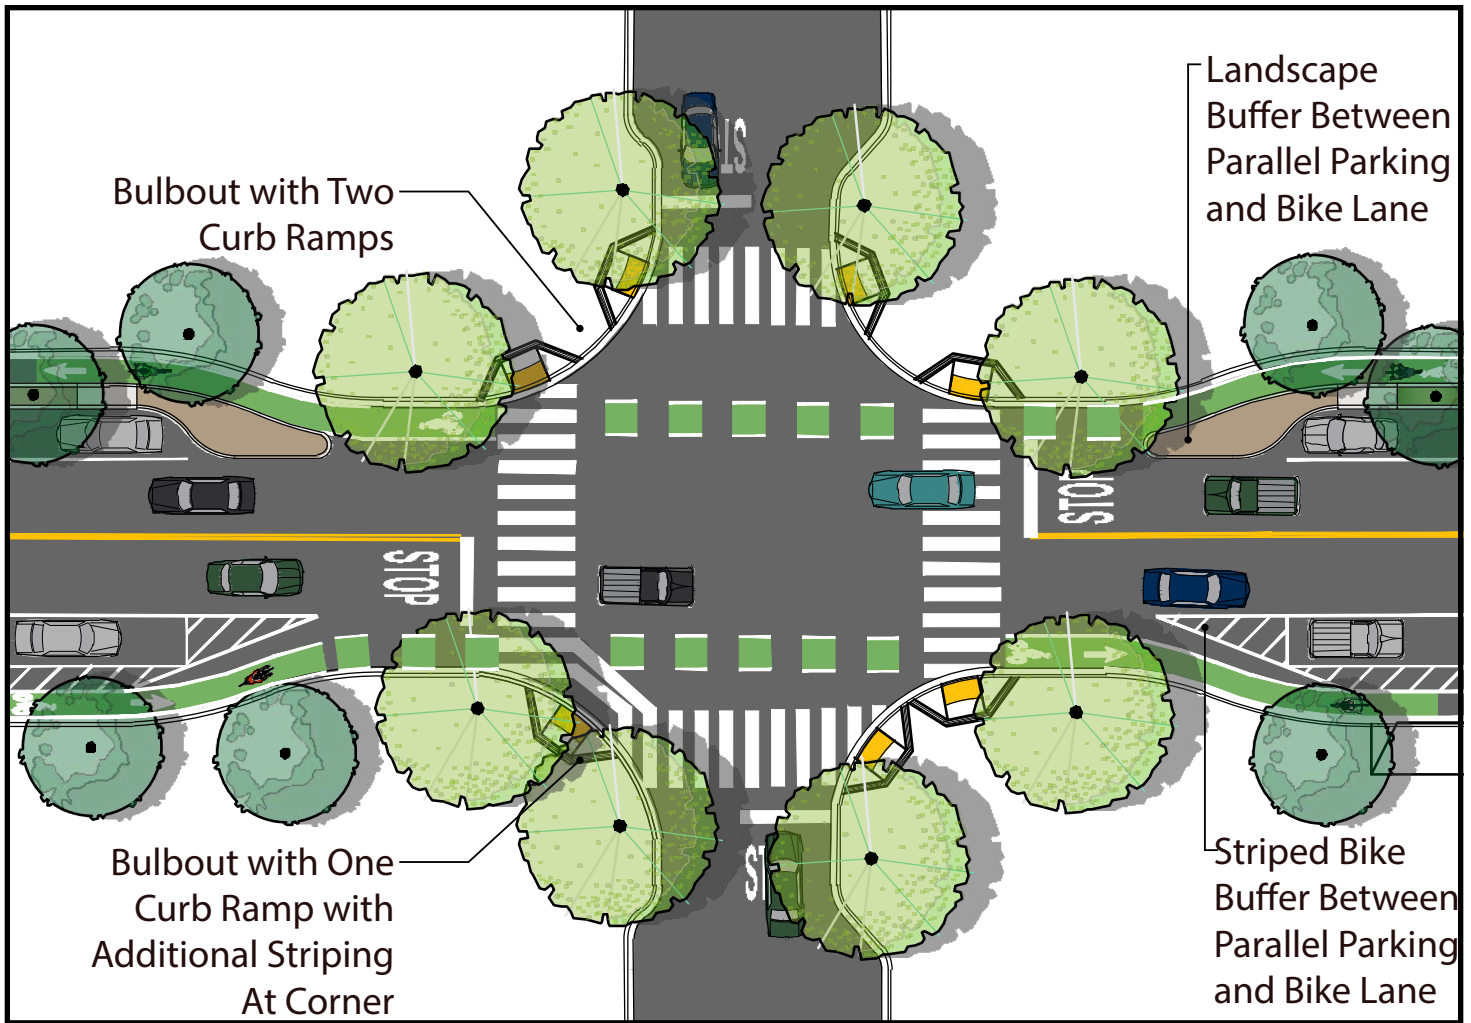 Landscape
Buffer Between
Parallel Parking
and Bike Lane
Bulbout with Two
Curb Ramps
STOP
STOP
Bulbout with One
Curb Ramp with
Additional Striping
At Corner
Striped Bike
Buffer Between
Parallel Parking
and Bike Lane